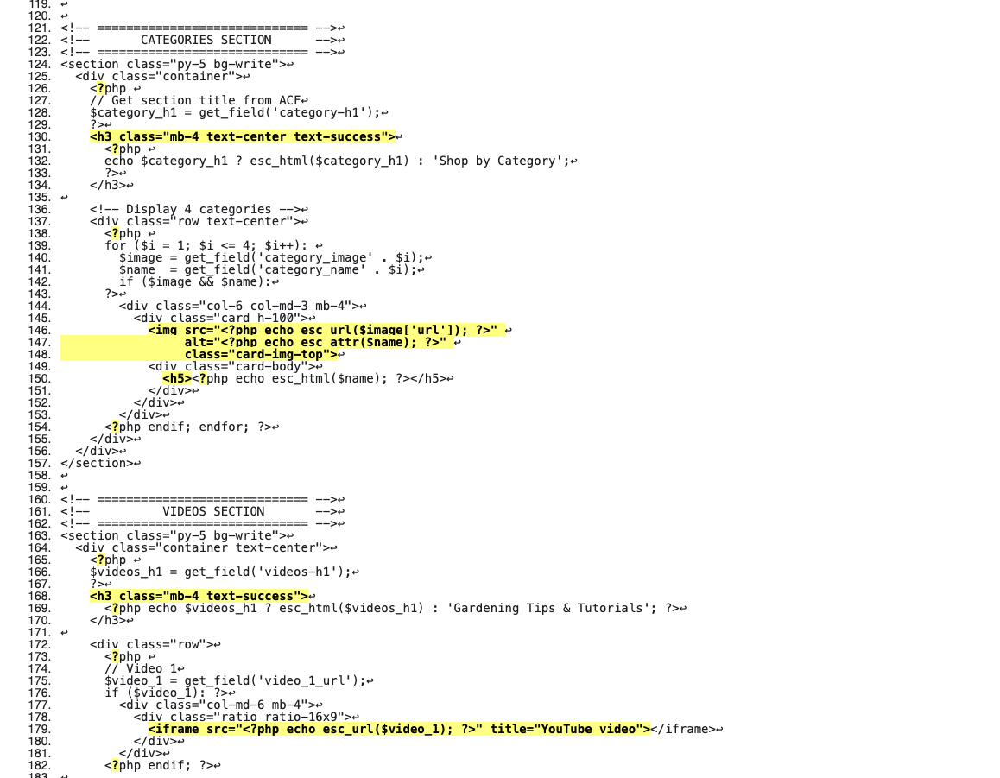 119. ↩
120. ↩
121. <!-- ============================= -->↩
122. <!--       CATEGORIES SECTION      -->↩
123. <!-- ============================= -->↩
124. <section class="py-5 bg-write">↩
125.   <div class="container">↩
126.     <?php ↩
127.     // Get section title from ACF↩
128.     $category_h1 = get_field('category-h1');↩
129.     ?>↩
130.     <h3 class="mb-4 text-center text-success">↩
131.       <?php ↩
132.       echo $category_h1 ? esc_html($category_h1) : 'Shop by Category';↩
133.       ?>↩
134.     </h3>↩
135. ↩
136.     <!-- Display 4 categories -->↩
137.     <div class="row text-center">↩
138.       <?php ↩
139.       for ($i = 1; $i <= 4; $i++): ↩
140.         $image = get_field('category_image' . $i);↩
141.         $name  = get_field('category_name' . $i);↩
142.         if ($image && $name):↩
143.       ?>↩
144.         <div class="col-6 col-md-3 mb-4">↩
145.           <div class="card h-100">↩
146.             <img src="<?php echo esc_url($image['url']); ?>" ↩
147.                  alt="<?php echo esc_attr($name); ?>" ↩
148.                  class="card-img-top">↩
149.             <div class="card-body">↩
150.               <h5><?php echo esc_html($name); ?></h5>↩
151.             </div>↩
152.           </div>↩
153.         </div>↩
154.       <?php endif; endfor; ?>↩
155.     </div>↩
156.   </div>↩
157. </section>↩
158. ↩
159. ↩
160. <!-- ============================= -->↩
161. <!--          VIDEOS SECTION       -->↩
162. <!-- ============================= -->↩
163. <section class="py-5 bg-write">↩
164.   <div class="container text-center">↩
165.     <?php ↩
166.     $videos_h1 = get_field('videos-h1');↩
167.     ?>↩
168.     <h3 class="mb-4 text-success">↩
169.       <?php echo $videos_h1 ? esc_html($videos_h1) : 'Gardening Tips & Tutorials'; ?>↩
170.     </h3>↩
171. ↩
172.     <div class="row">↩
173.       <?php ↩
174.       // Video 1↩
175.       $video_1 = get_field('video_1_url');↩
176.       if ($video_1): ?>↩
177.         <div class="col-md-6 mb-4">↩
178.           <div class="ratio ratio-16x9">↩
179.             <iframe src="<?php echo esc_url($video_1); ?>" title="YouTube video"></iframe>↩
180.           </div>↩
181.         </div>↩
182.       <?php endif; ?>↩
183. ↩